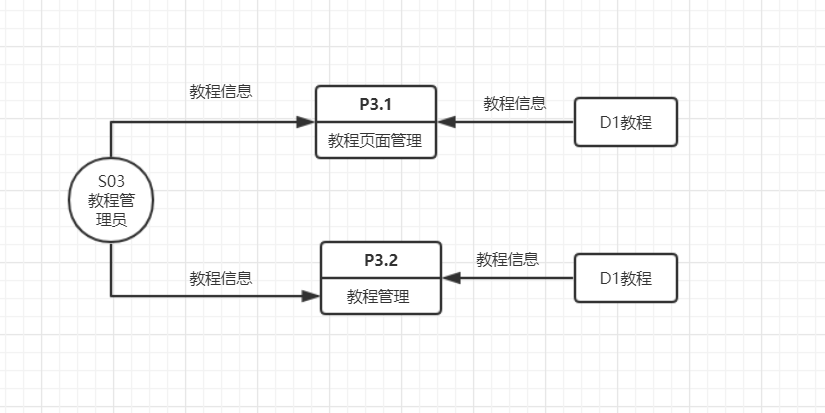 教程信息
P3.1
教程页面管理
教程信息
D1教程
S03
教程管
理员
教程信息
P3.2
教程管理
教程信息
D1教程